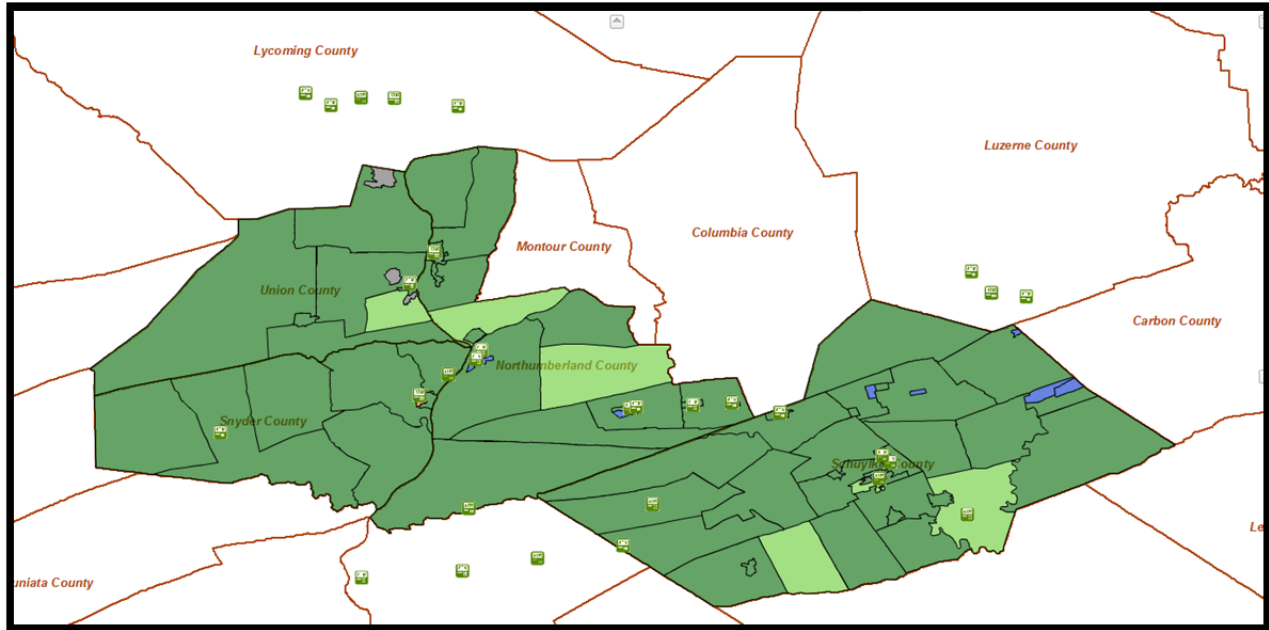 Lycoming County
Luzerne County
Columbia County
Montour County
Union County
Carbon County
Northumberland County
Snyder County
Schuylkill County
Le
uniata County